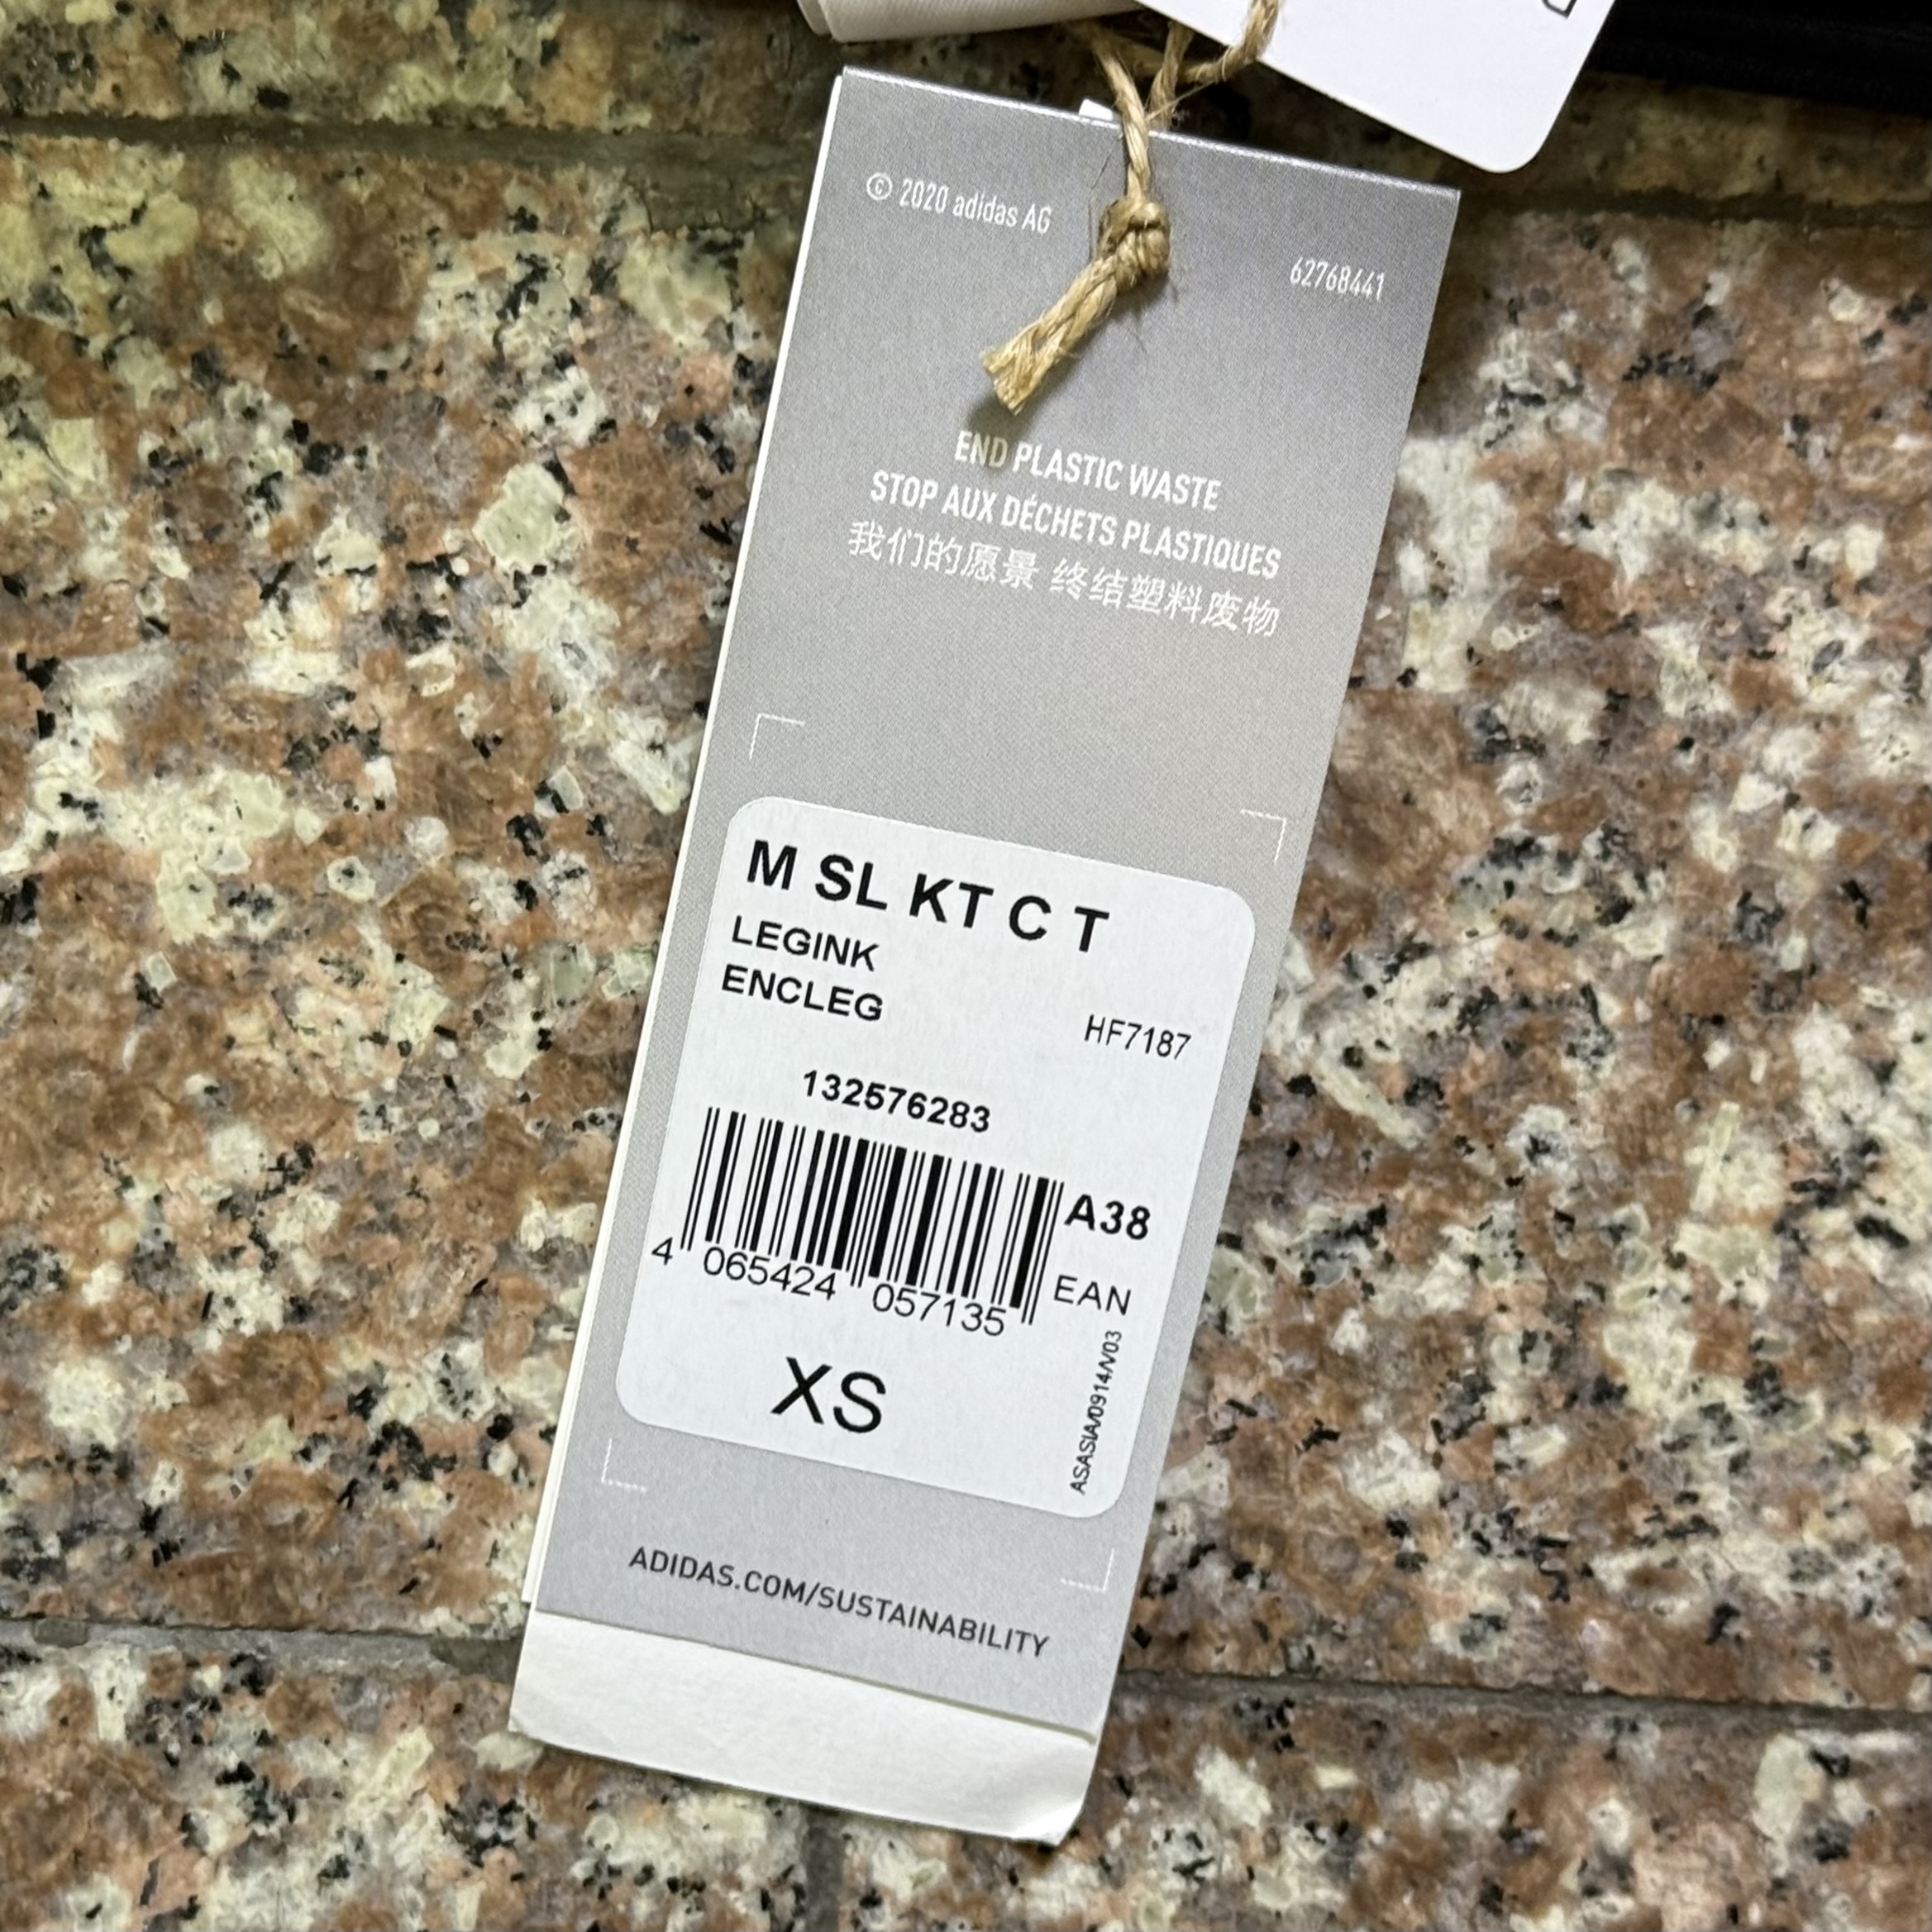 © 2020 adidas AG
62768441
END PLASTIC WASTE
STOP AUX DÉCHETS PLASTIQUES
我们的愿景 终结塑料废物
M SL KT C T
LEGINK
ENCLEG
HF7187
132576283
A38
4 065424 057135
EAN
XS
ASASIA/0914/V03
ADIDAS.COM/SUSTAINABILITY